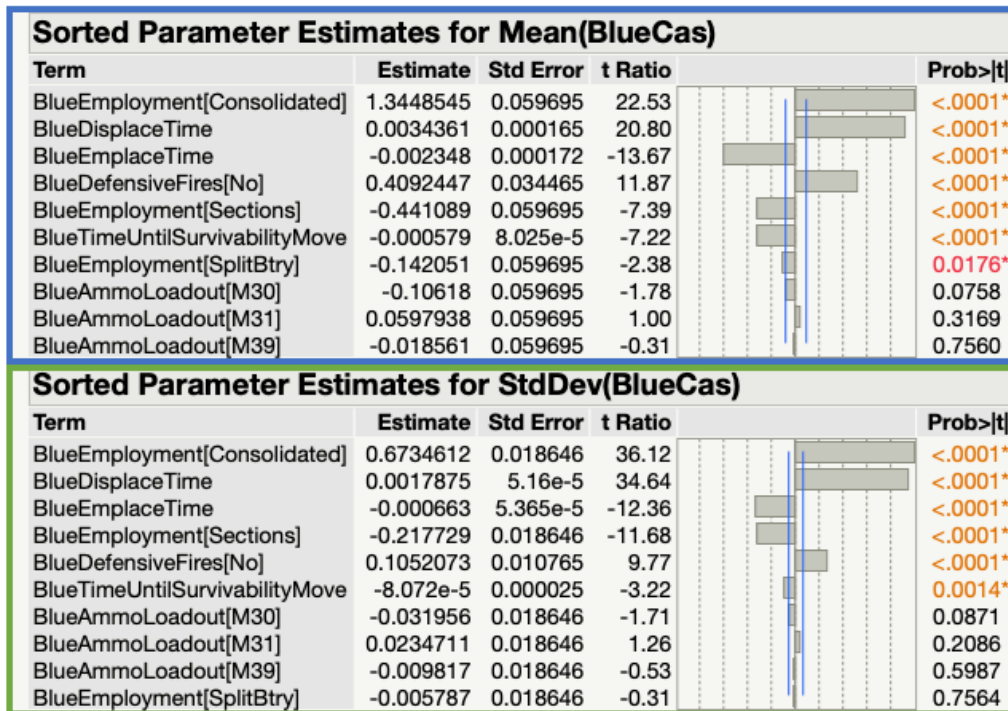 Sorted Parameter Estimates for Mean(BlueCas)
Term Estimate Std Error t Ratio Prob>|t|
BlueEmployment[Consolidated] 1.3448545 0.059695 22.53 <.0001*
BlueDisplaceTime 0.0034361 0.000165 20.80 <.0001*
BlueEmplaceTime -0.002348 0.000172 -13.67 <.0001*
BlueDefensiveFires[No] 0.4092447 0.034465 11.87 <.0001*
BlueEmployment[Sections] -0.441089 0.059695 -7.39 <.0001*
BlueTimeUntilSurvivabilityMove -0.000579 8.025e-5 -7.22 <.0001*
BlueEmployment[SplitBtry] -0.142051 0.059695 -2.38 0.0176*
BlueAmmoLoadout[M30] -0.10618 0.059695 -1.78 0.0758
BlueAmmoLoadout[M31] 0.0597938 0.059695 1.00 0.3169
BlueAmmoLoadout[M39] -0.018561 0.059695 -0.31 0.7560
Sorted Parameter Estimates for StdDev(BlueCas)
Term Estimate Std Error t Ratio Prob>|t|
BlueEmployment[Consolidated] 0.6734612 0.018646 36.12 <.0001*
BlueDisplaceTime 0.0017875 5.16e-5 34.64 <.0001*
BlueEmplaceTime -0.000663 5.365e-5 -12.36 <.0001*
BlueEmployment[Sections] -0.217729 0.018646 -11.68 <.0001*
BlueDefensiveFires[No] 0.1052073 0.010765 9.77 <.0001*
BlueTimeUntilSurvivabilityMove -8.072e-5 0.000025 -3.22 0.0014*
BlueAmmoLoadout[M30] -0.031956 0.018646 -1.71 0.0871
BlueAmmoLoadout[M31] 0.0234711 0.018646 1.26 0.2086
BlueAmmoLoadout[M39] -0.009817 0.018646 -0.53 0.5987
BlueEmployment[SplitBtry] -0.005787 0.018646 -0.31 0.7564